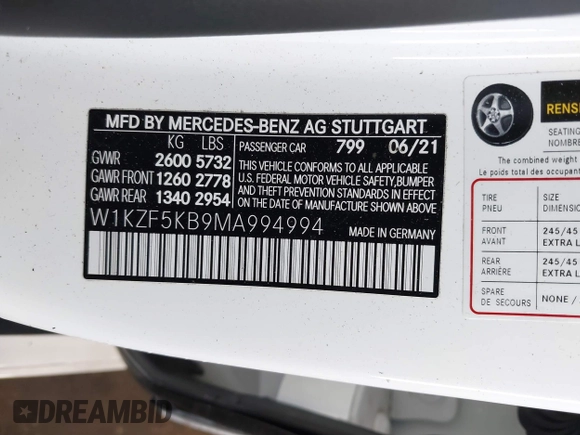 MFD BY MERCEDES-BENZ AG STUTTGART
KG LBS
PASSENGER CAR 799 06/21
GVWR 2600 5732
GAWR FRONT 1260 2778
GAWR REAR 1340 2954
THIS VEHICLE CONFORMS TO ALL APPLICABLE
U.S. FEDERAL MOTOR VEHICLE SAFETY, BUMPER
AND THEFT PREVENTION STANDARDS IN EFFECT
ON THE DATE OF MANUFACTURE SHOWN ABOVE.
W1KZF5KB9MA994994
MADE IN GERMANY
RENSE
SEATING
NOMBRE
The combined weight
Le poids total des occupants
TIRE
PNEU
SIZE
DIMENSION
FRONT
AVANT
245/45
EXTRA L
REAR
ARRIÈRE
245/45
EXTRA L
SPARE
DE SECOURS
NONE /
DREAMBID